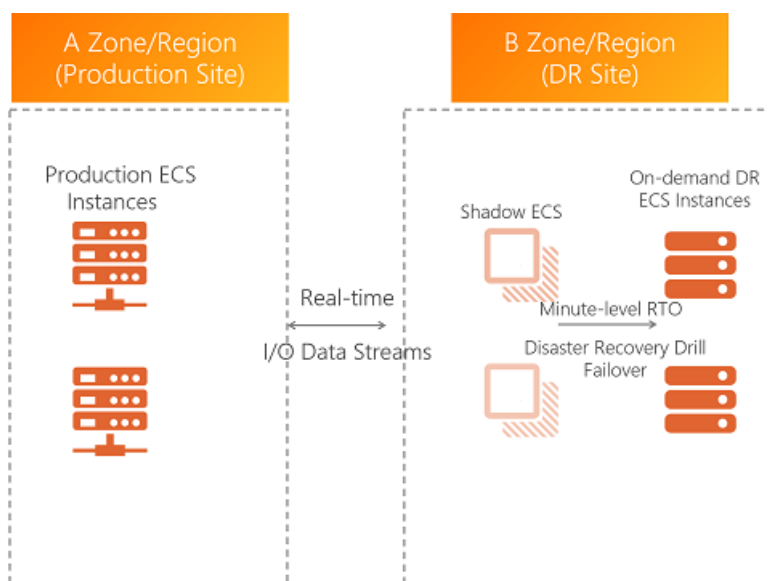 A Zone/Region
(Production Site)
B Zone/Region
(DR Site)
Production ECS
Instances
Real-time
I/O Data Streams
Shadow ECS
On-demand DR
ECS Instances
Minute-level RTO
Disaster Recovery Drill
Failover